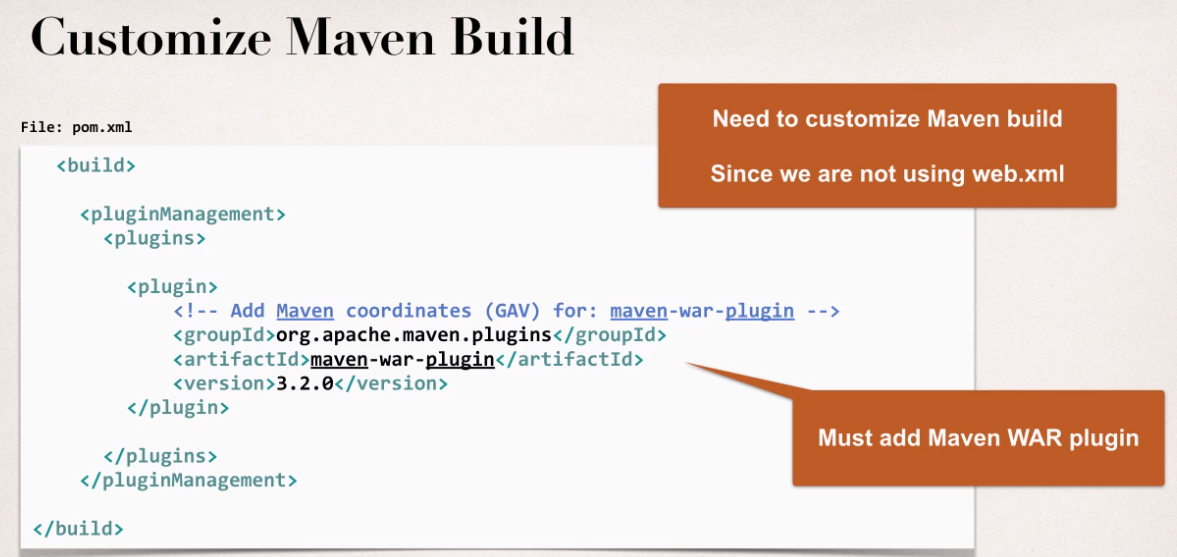 Customize Maven Build
Need to customize Maven build
Since we are not using web.xml
File: pom.xml
<build>
<pluginManagement>
<plugins>
<plugin>
<!-- Add Maven coordinates (GAV) for: maven-war-plugin -->
<groupId>org.apache.maven.plugins</groupId>
<artifactId>maven-war-plugin</artifactId>
<version>3.2.0</version>
</plugin>
Must add Maven WAR plugin
</plugins>
</pluginManagement>
</build>